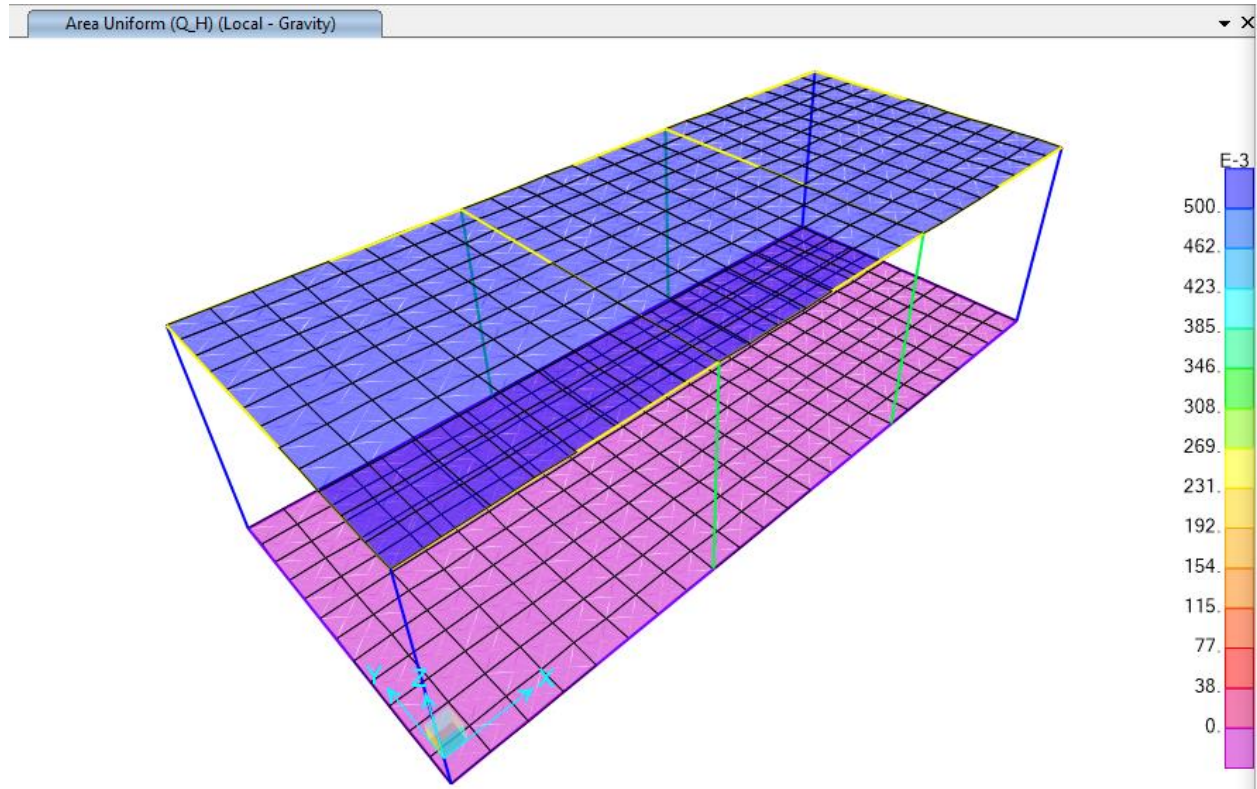 Area Uniform (Q_H) (Local - Gravity)
E-3
500.
462.
423.
385.
346.
308.
269.
231.
192.
154.
115.
77.
38.
0.
Y
Z
X